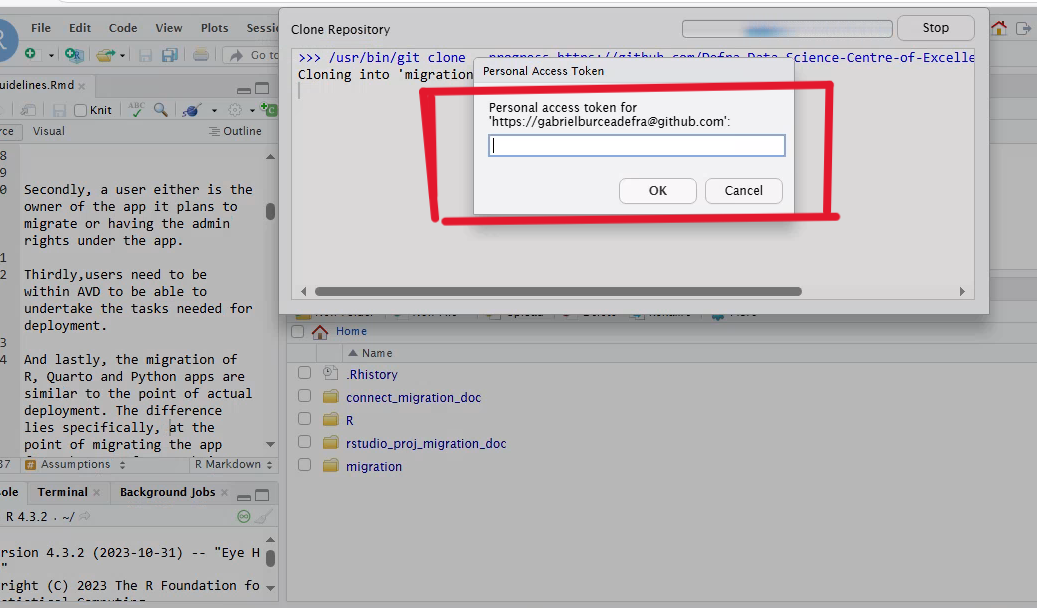 File Edit Code View Plots Sessi
Go to
uidelines.Rmd
Knit
ABC
rce Visual Outline
8
9
0
Secondly, a user either is the
owner of the app it plans to
migrate or having the admin
rights under the app.
1
2
Thirdly,users need to be
within AVD to be able to
undertake the tasks needed for
deployment.
3
4
And lastly, the migration of
R, Quarto and Python apps are
similar to the point of actual
deployment. The difference
lies specifically, at the
point of migrating the app
37 # Assumptions R Markdown
ole Terminal Background Jobs
R 4.3.2 . ~/
rsion 4.3.2 (2023-10-31) -- "Eye H
"
right (C) 2023 The R Foundation fo
Clone Repository
Stop
>>> /usr/bin/git clone --progress https://github.com/Defra-Data-Science-Centre-of-Excelle
Cloning into 'migration
Personal Access Token
Personal access token for
'https://gabrielburceadefra@github.com':
OK Cancel
Home
Name
.Rhistory
connect_migration_doc
R
rstudio_proj_migration_doc
migration